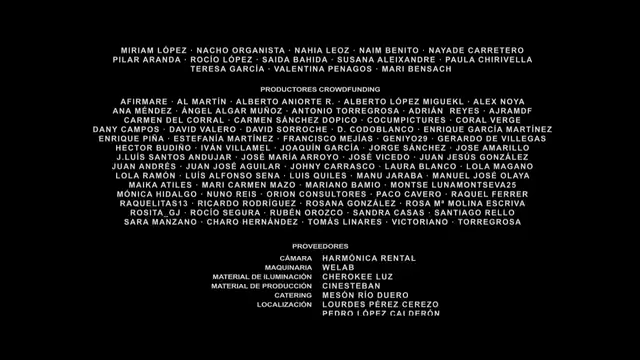 MIRIAM LÓPEZ · NACHO ORGANISTA · NAHIA LEOZ · NAIM BENITO · NAYADE CARRETERO
PILAR ARANDA · ROCÍO LÓPEZ · SAIDA BAHIDA · SUSANA ALEIXANDRE · PAULA CHIRIVELLA
TERESA GARCÍA · VALENTINA PENAGOS · MARI BENSACH
PRODUCTORES CROWDFUNDING
AFIRMARE · AL MARTÍN · ALBERTO ANIORTE R. · ALBERTO LÓPEZ MIGUEKL · ALEX NOYA
ANA MÉNDEZ · ÁNGEL ALGAR MUÑOZ · ANTONIO TORREGROSA · ADRIÁN REYES · AJRAMDF
CARMEN DEL CORRAL · CARMEN SÁNCHEZ DOPICO · COCUMPICTURES · CORAL VERGE
DANY CAMPOS · DAVID VALERO · DAVID SORROCHE · D. CODOBLANCO · ENRIQUE GARCÍA MARTÍNEZ
ENRIQUE PIÑA · ESTEFANÍA MARTÍNEZ · FRANCISCO MEJÍAS · GENIYO29 · GERARDO DE VILLEGAS
HECTOR BUDIÑO · IVÁN VILLAMEL · JOAQUÍN GARCÍA · JORGE SÁNCHEZ · JOSE AMARILLO
J.LUÍS SANTOS ANDUJAR · JOSÉ MARÍA ARROYO · JOSÉ VICEDO · JUAN JESÚS GONZÁLEZ
JUAN ANDRÉS · JUAN JOSÉ AGUILAR · JOHNY CARRASCO · LAURA BLANCO · LOLA MAGANO
LOLA RAMÓN · LUÍS ALFONSO SENA · LUIS QUILES · MANU JARABA · MANUEL JOSÉ OLAYA
MAIKA ATILES · MARI CARMEN MAZO · MARIANO BAMIO · MONTSE LUNAMONTSEVA25
MÓNICA HIDALGO · NUNO REIS · ORION CONSULTORES · PACO CAVERO · RAQUEL FERRER
RAQUELITAS13 · RICARDO RODRÍGUEZ · ROSANA GONZÁLEZ · ROSA Mª MOLINA ESCRIVA
ROSITA_GJ · ROCÍO SEGURA · RUBÉN OROZCO · SANDRA CASAS · SANTIAGO RELLO
SARA MANZANO · CHARO HERNÁNDEZ · TOMÁS LINARES · VICTORIANO · TORREGROSA
PROVEEDORES
CÁMARA HARMÓNICA RENTAL
MAQUINARIA WELAB
MATERIAL DE ILUMINACIÓN CHEROKEE LUZ
MATERIAL DE PRODUCCIÓN CINESTEBAN
CATERING MESÓN RÍO DUERO
LOCALIZACIÓN LOURDES PÉREZ CEREZO
PEDRO LÓPEZ CALDERÓN